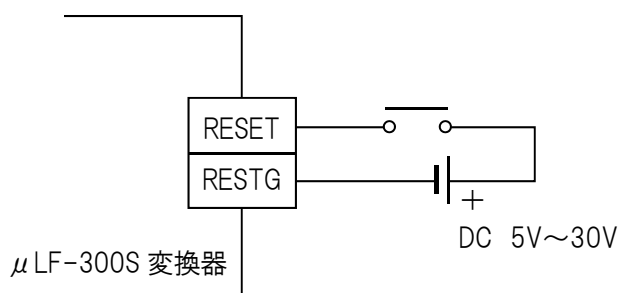 RESET
RESTG
+
DC 5V～30V
μLF-300S 変換器